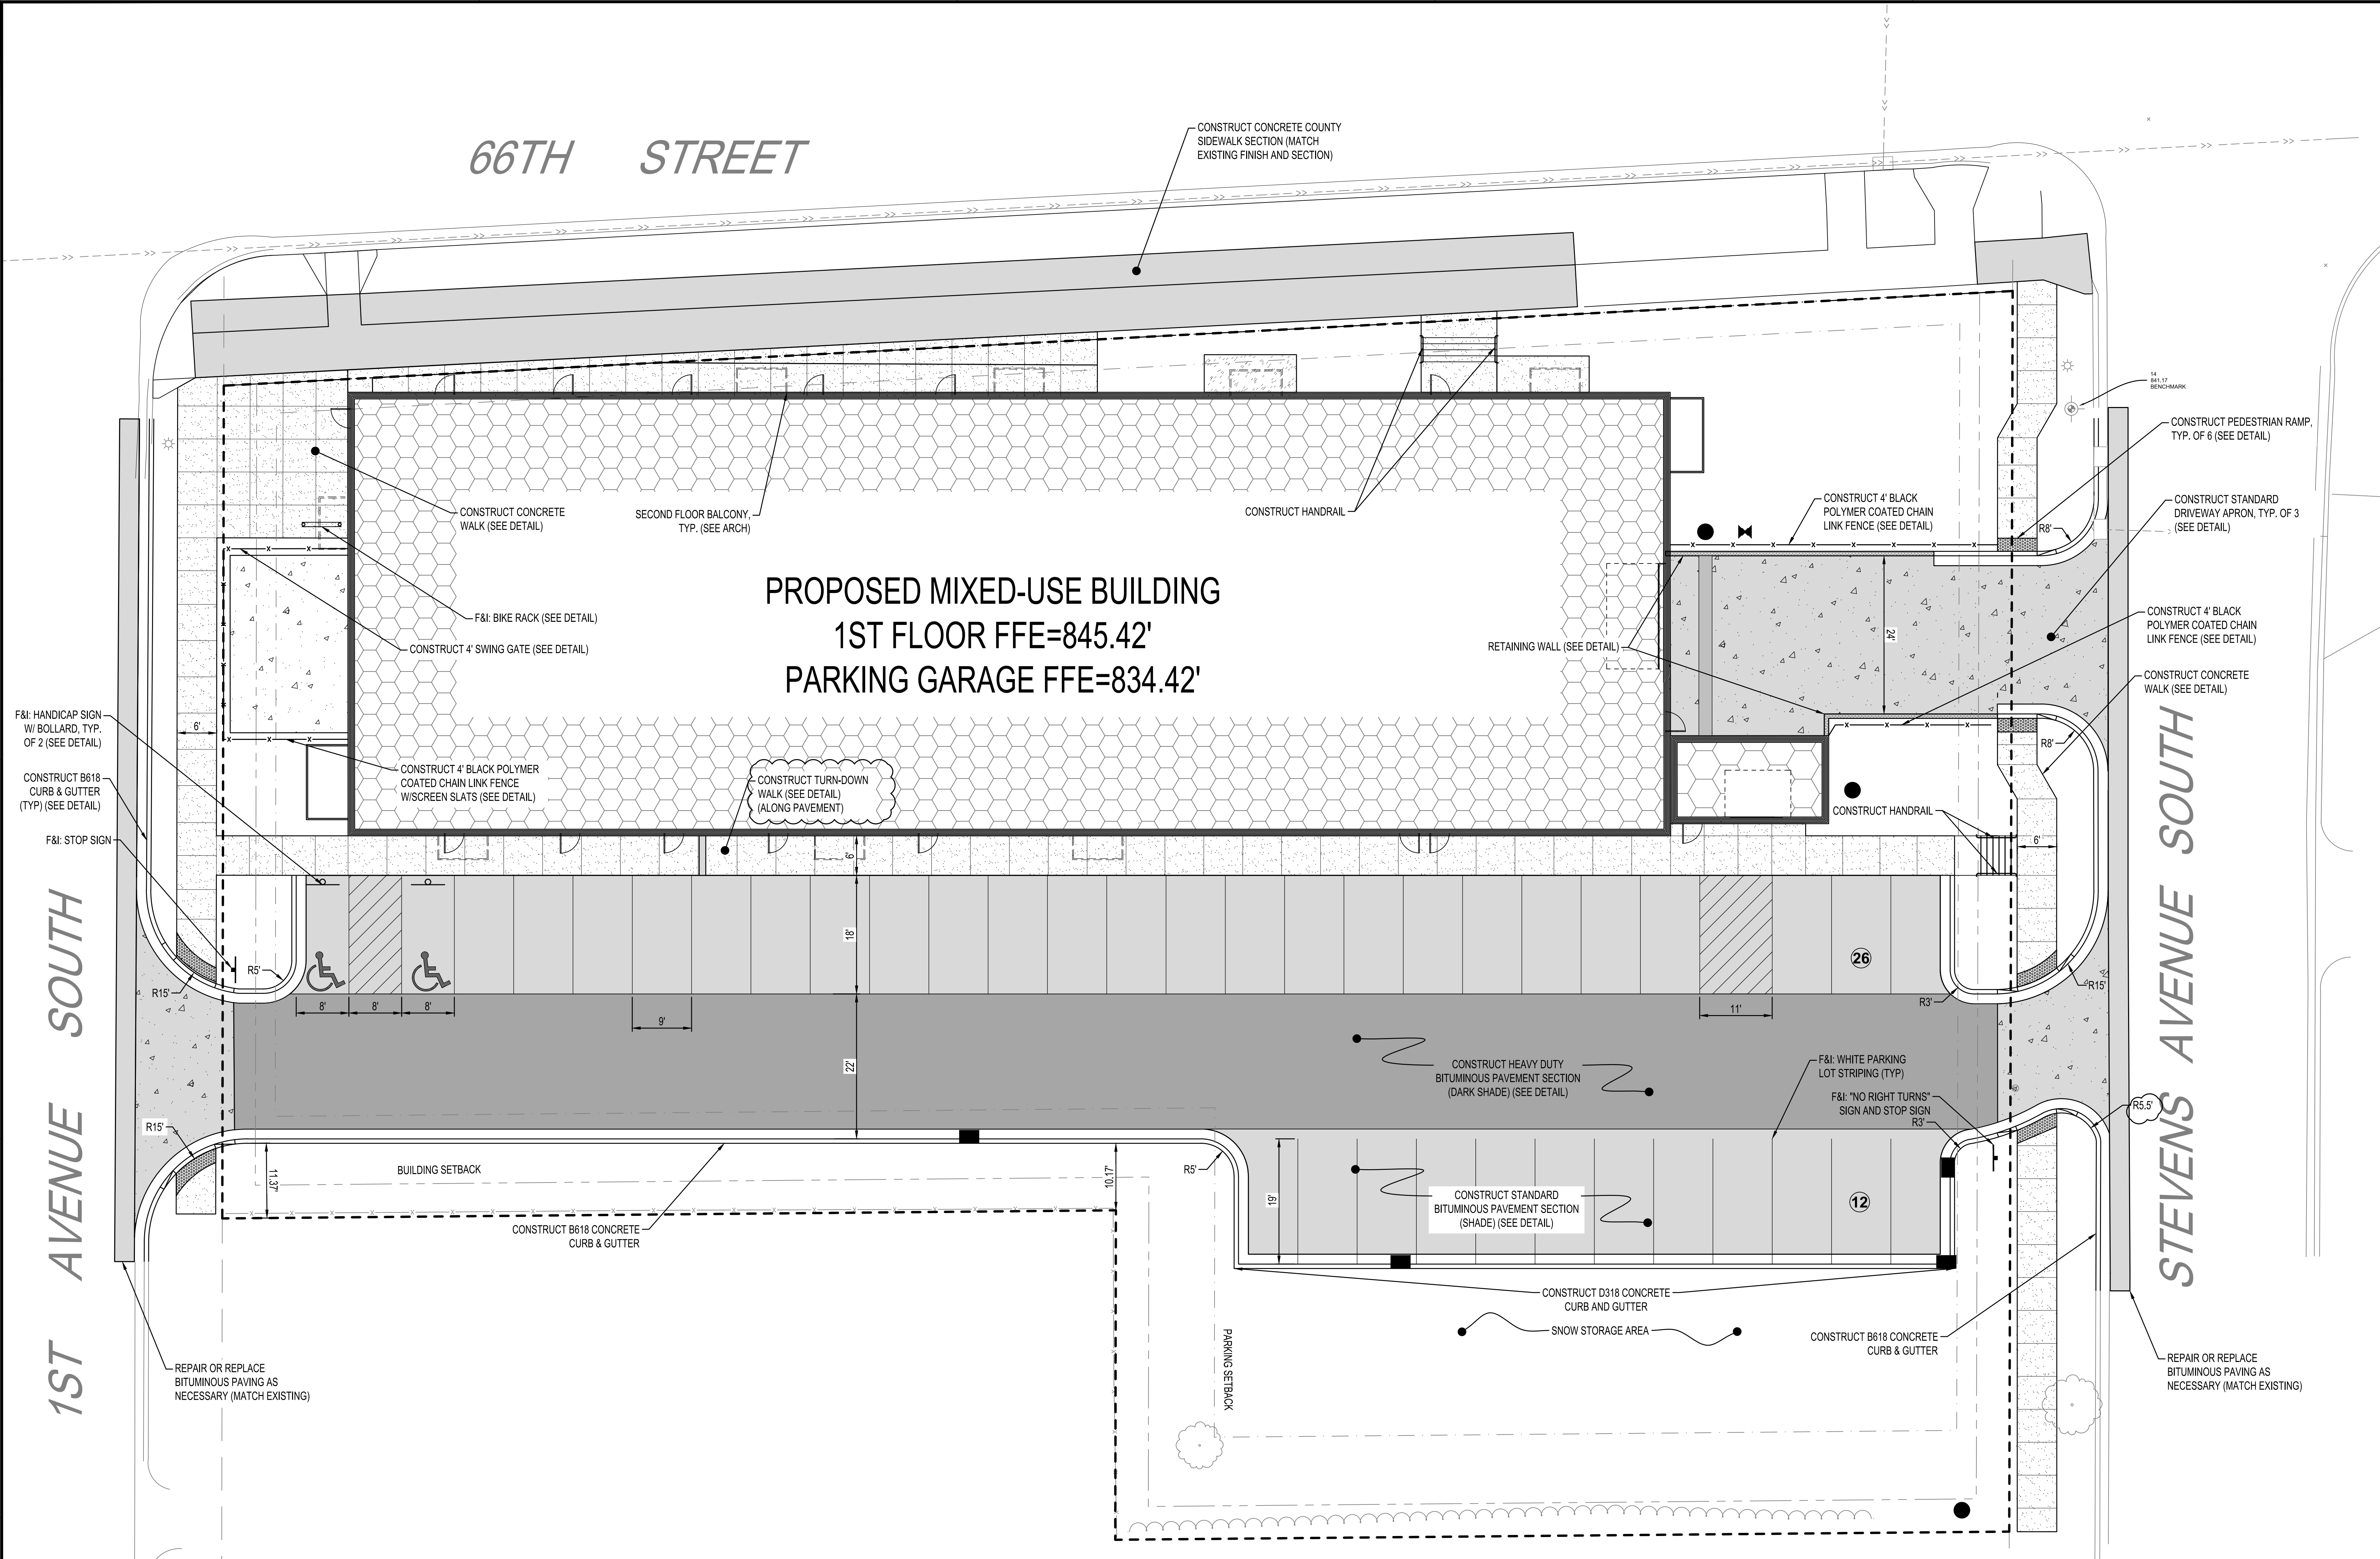 66TH STREET
CONSTRUCT CONCRETE COUNTY
SIDEWALK SECTION (MATCH
EXISTING FINISH AND SECTION)
14
841.17
BENCHMARK
CONSTRUCT PEDESTRIAN RAMP,
TYP. OF 6 (SEE DETAIL)
CONSTRUCT STANDARD
DRIVEWAY APRON, TYP. OF 3
(SEE DETAIL)
CONSTRUCT 4' BLACK
POLYMER COATED CHAIN
LINK FENCE (SEE DETAIL)
R8'
CONSTRUCT CONCRETE
WALK (SEE DETAIL)
SECOND FLOOR BALCONY,
TYP. (SEE ARCH)
CONSTRUCT HANDRAIL
PROPOSED MIXED-USE BUILDING
1ST FLOOR FFE=845.42'
PARKING GARAGE FFE=834.42'
F&I: BIKE RACK (SEE DETAIL)
CONSTRUCT 4' SWING GATE (SEE DETAIL)
RETAINING WALL (SEE DETAIL)
24'
CONSTRUCT 4' BLACK
POLYMER COATED CHAIN
LINK FENCE (SEE DETAIL)
CONSTRUCT CONCRETE
WALK (SEE DETAIL)
R8'
F&I: HANDICAP SIGN
W/ BOLLARD, TYP.
OF 2 (SEE DETAIL)
6'
CONSTRUCT B618
CURB & GUTTER
(TYP) (SEE DETAIL)
F&I: STOP SIGN
CONSTRUCT 4' BLACK POLYMER
COATED CHAIN LINK FENCE
W/SCREEN SLATS (SEE DETAIL)
CONSTRUCT TURN-DOWN
WALK (SEE DETAIL)
(ALONG PAVEMENT)
CONSTRUCT HANDRAIL
6'
6'
18'
R5'
R15'
8'
8'
8'
9'
11'
26
R3'
R15'
22'
CONSTRUCT HEAVY DUTY
BITUMINOUS PAVEMENT SECTION
(DARK SHADE) (SEE DETAIL)
F&I: WHITE PARKING
LOT STRIPING (TYP)
F&I: "NO RIGHT TURNS"
SIGN AND STOP SIGN
R3'
R5.5'
R15'
11.37'
BUILDING SETBACK
10.17'
R5'
19'
CONSTRUCT STANDARD
BITUMINOUS PAVEMENT SECTION
(SHADE) (SEE DETAIL)
12
CONSTRUCT B618 CONCRETE
CURB & GUTTER
CONSTRUCT D318 CONCRETE
CURB AND GUTTER
SNOW STORAGE AREA
PARKING SETBACK
CONSTRUCT B618 CONCRETE
CURB & GUTTER
REPAIR OR REPLACE
BITUMINOUS PAVING AS
NECESSARY (MATCH EXISTING)
REPAIR OR REPLACE
BITUMINOUS PAVING AS
NECESSARY (MATCH EXISTING)
1ST AVENUE SOUTH
STEVENS AVENUE SOUTH